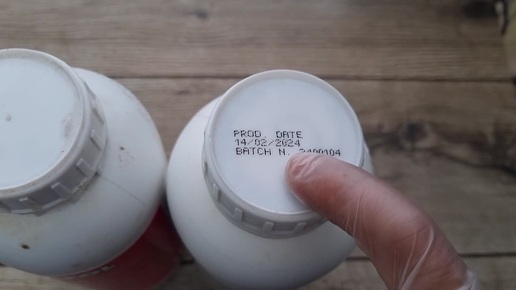 PROD. DATE
14/02/2024
BATCH N.